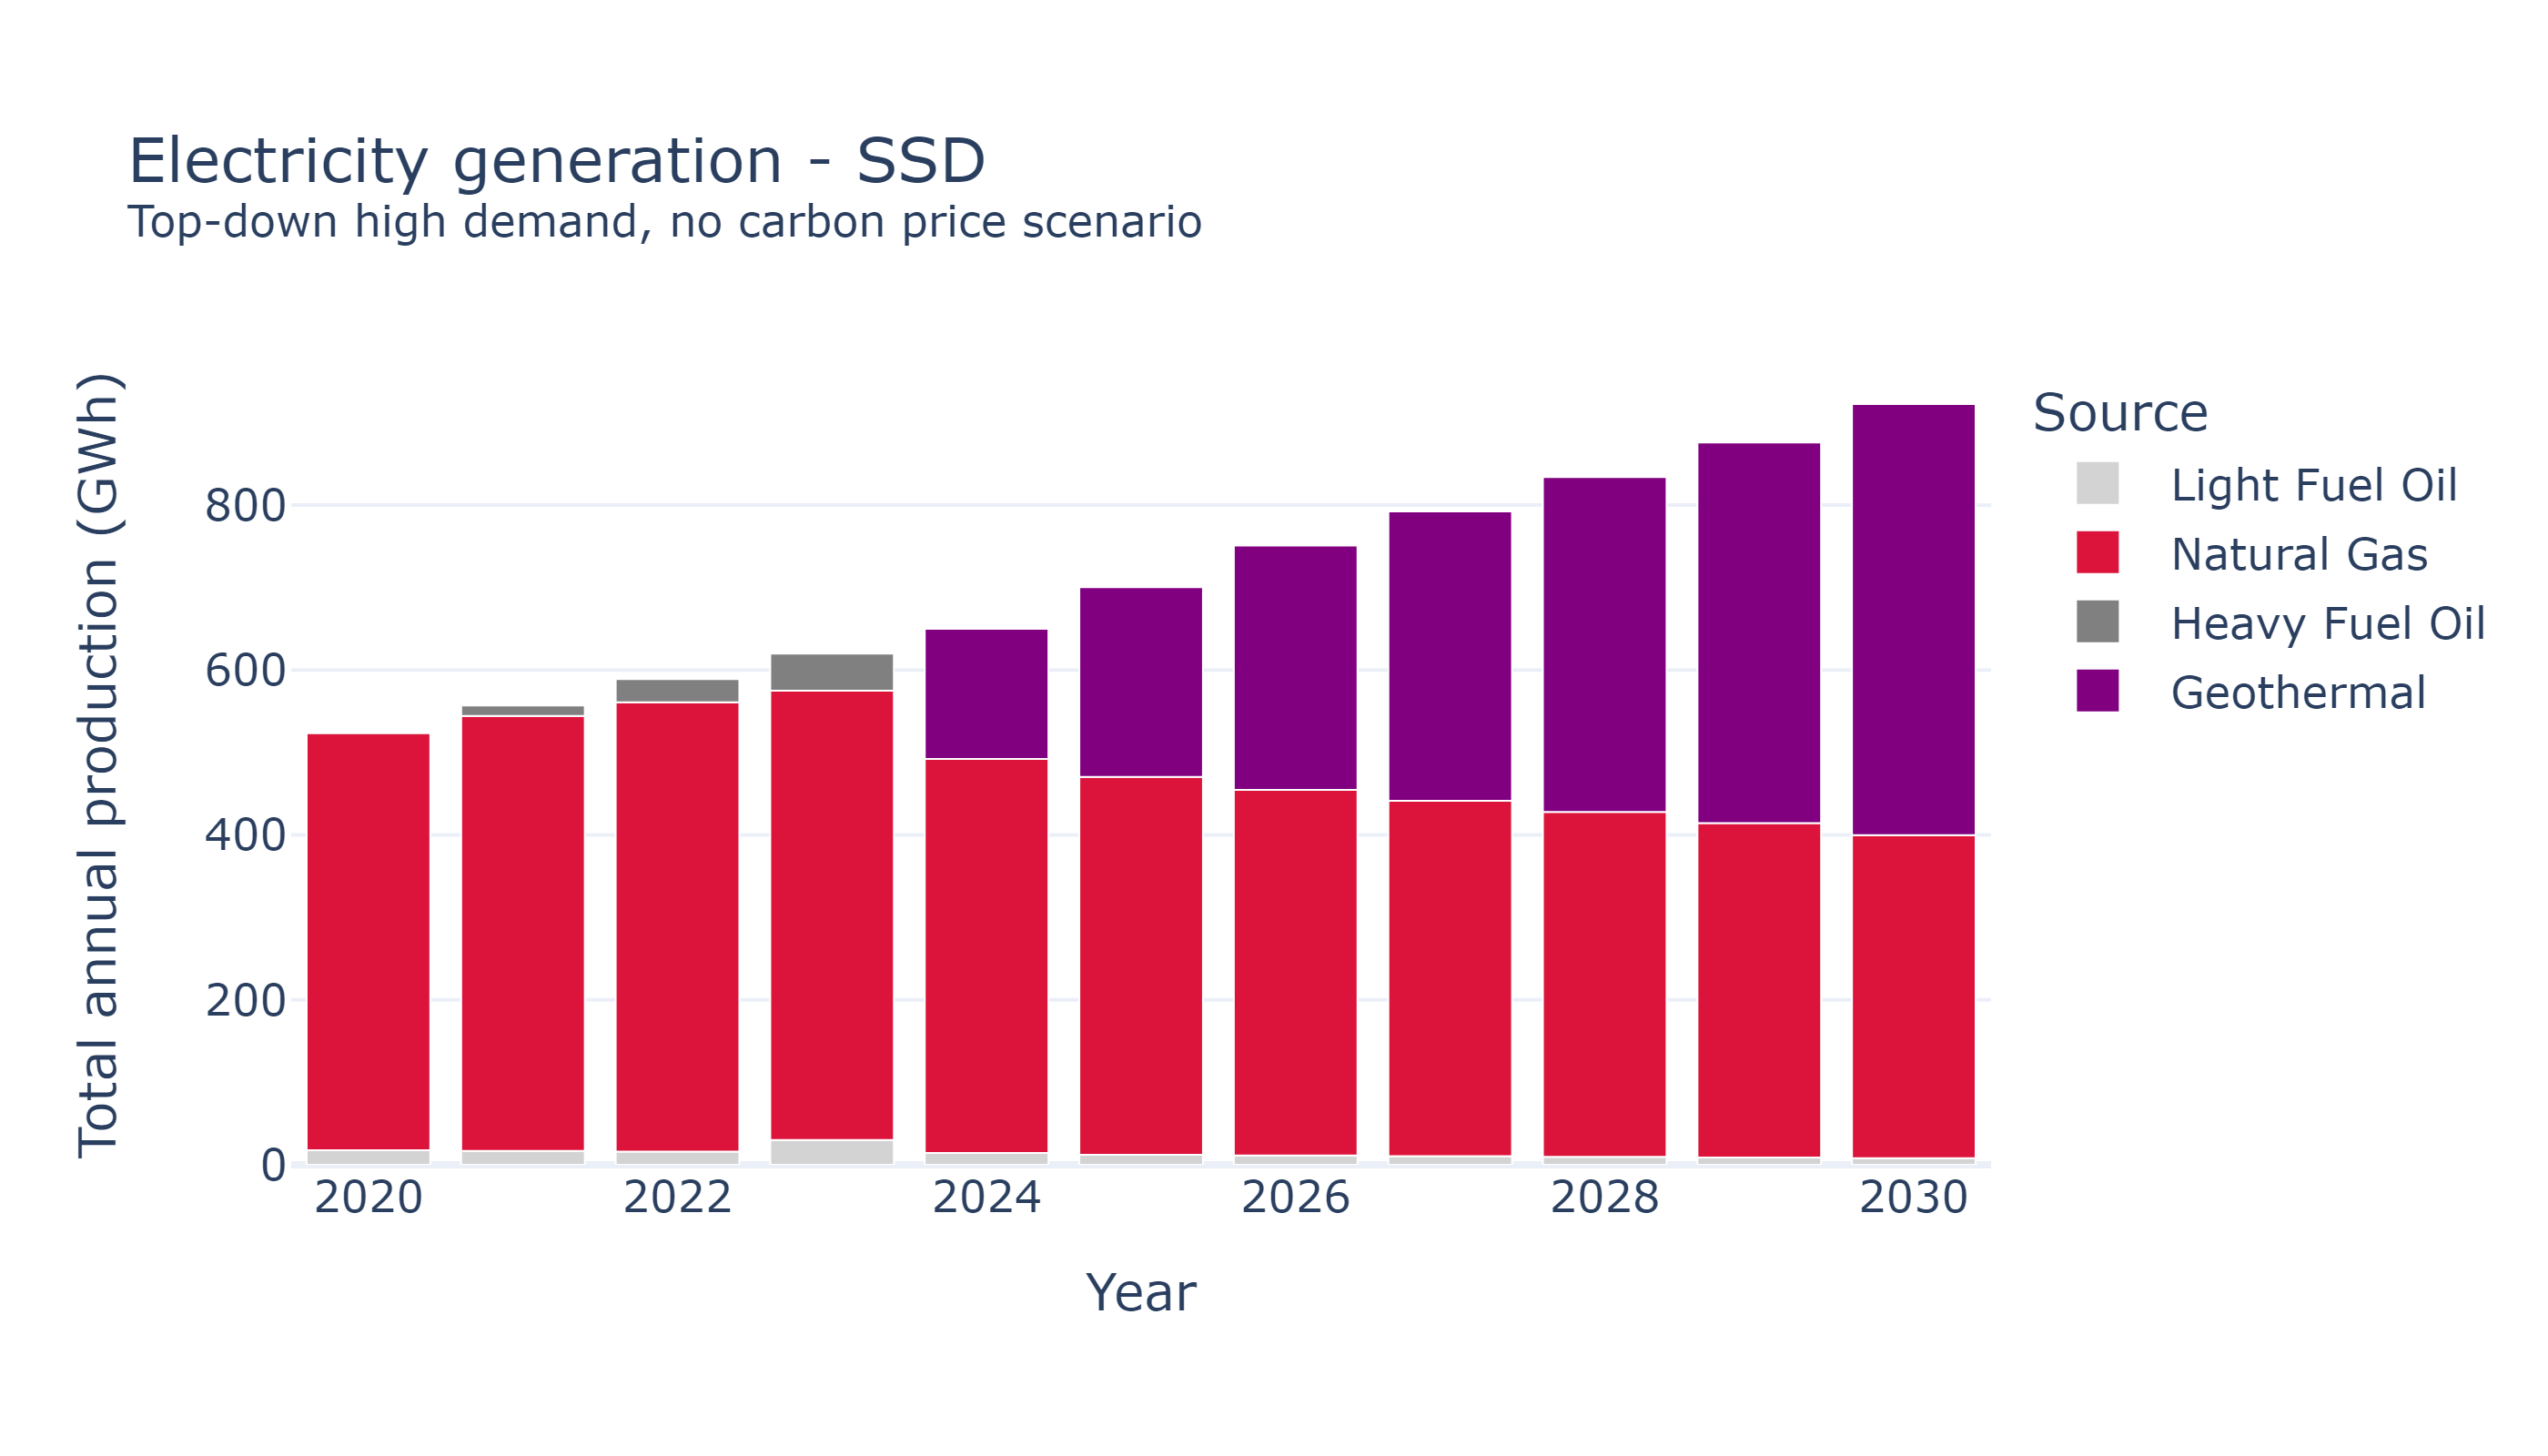 Electricity generation - SSD
Top-down high demand, no carbon price scenario
Total annual production (GWh)
800
600
400
200
0
2020
2022
2024
2026
2028
2030
Year
Source
Light Fuel Oil
Natural Gas
Heavy Fuel Oil
Geothermal